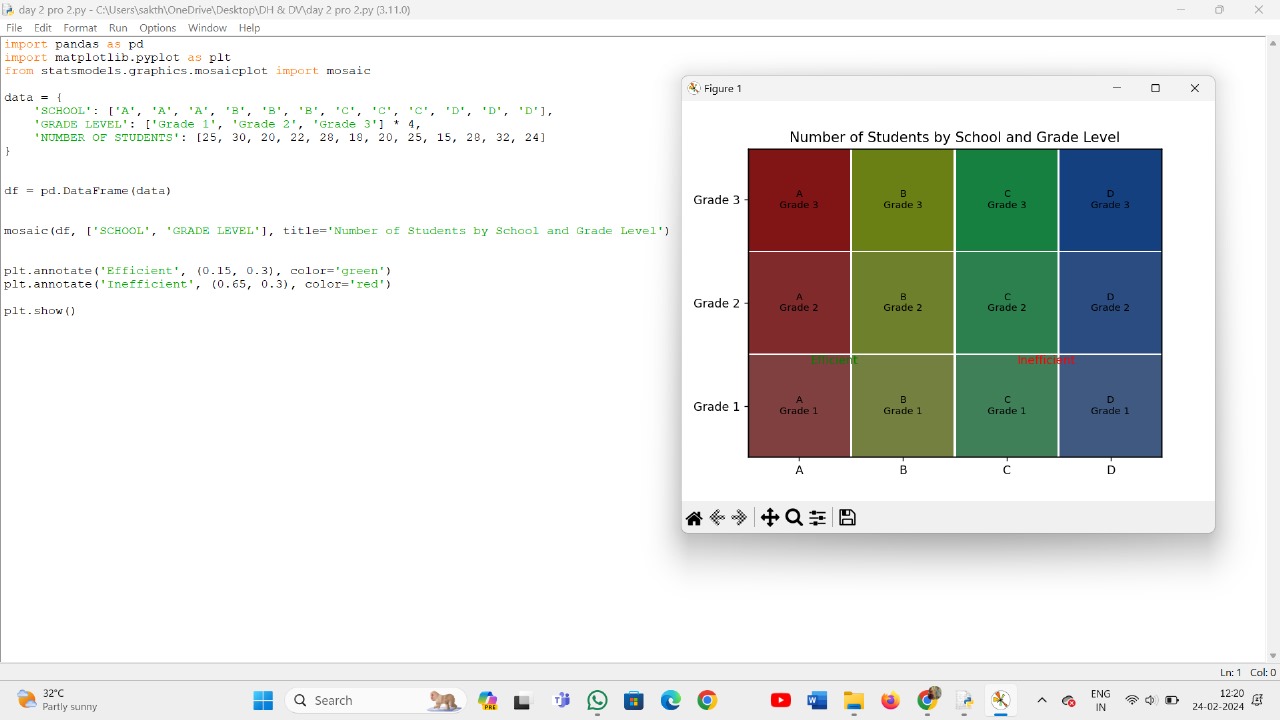 day 2 pro 2.py - C:\Users\sakth\OneDrive\Desktop\DH & DV\day 2 pro 2.py (3.11.0)
File Edit Format Run Options Window Help
import pandas as pd
import matplotlib.pyplot as plt
from statsmodels.graphics.mosaicplot import mosaic
data = {
'SCHOOL': ['A', 'A', 'A', 'B', 'B', 'B', 'C', 'C', 'C', 'D', 'D', 'D'],
'GRADE LEVEL': ['Grade 1', 'Grade 2', 'Grade 3'] * 4,
'NUMBER OF STUDENTS': [25, 30, 20, 22, 28, 18, 20, 25, 15, 28, 32, 24]
}
df = pd.DataFrame(data)
mosaic(df, ['SCHOOL', 'GRADE LEVEL'], title='Number of Students by School and Grade Level')
plt.annotate('Efficient', (0.15, 0.3), color='green')
plt.annotate('Inefficient', (0.65, 0.3), color='red')
plt.show()
Figure 1
Number of Students by School and Grade Level
Grade 3
A B C D
Grade 3 Grade 3 Grade 3 Grade 3
Grade 2
A B C D
Grade 2 Grade 2 Grade 2 Grade 2
Efficient Inefficient
Grade 1
A B C D
Grade 1 Grade 1 Grade 1 Grade 1
A B C D
Ln: 1 Col: 0
32°C
Partly sunny
Search
PRE
ENG
IN
12:20
24-02-2024